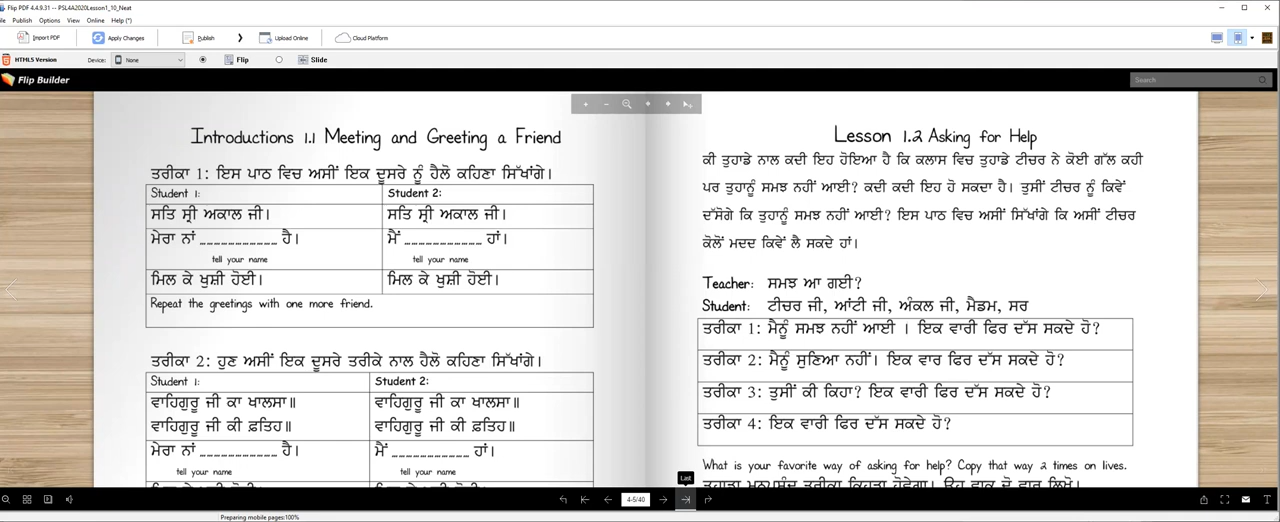 Flip PDF 4.4.9.31 -- PSL4A2020Lesson1_10_Neat
Publish Options View Online Help (*)
Import PDF Apply Changes Publish Upload Online Cloud Platform
HTML5 Version Device: None Flip Slide
Flip Builder Search
Introductions 1.1 Meeting and Greeting a Friend
ਤਰੀਕਾ 1: ਇਸ ਪਾਠ ਵਿਚ ਅਸੀਂ ਇਕ ਦੂਸਰੇ ਨੂੰ ਹੈਲੋ ਕਹਿਣਾ ਸਿੱਖਾਂਗੇ।
Student 1: Student 2:
ਸਤਿ ਸ੍ਰੀ ਅਕਾਲ ਜੀ। ਸਤਿ ਸ੍ਰੀ ਅਕਾਲ ਜੀ।
ਮੇਰਾ ਨਾਂ ............... ਹੈ। ਮੈਂ ............... ਹਾਂ।
tell your name tell your name
ਮਿਲ ਕੇ ਖੁਸ਼ੀ ਹੋਈ। ਮਿਲ ਕੇ ਖੁਸ਼ੀ ਹੋਈ।
Repeat the greetings with one more friend.
ਤਰੀਕਾ 2: ਹੁਣ ਅਸੀਂ ਇਕ ਦੂਸਰੇ ਤਰੀਕੇ ਨਾਲ ਹੈਲੋ ਕਹਿਣਾ ਸਿੱਖਾਂਗੇ।
Student 1: Student 2:
ਵਾਹਿਗੁਰੂ ਜੀ ਕਾ ਖਾਲਸਾ॥ ਵਾਹਿਗੁਰੂ ਜੀ ਕਾ ਖਾਲਸਾ॥
ਵਾਹਿਗੁਰੂ ਜੀ ਕੀ ਫ਼ਤਿਹ॥ ਵਾਹਿਗੁਰੂ ਜੀ ਕੀ ਫ਼ਤਿਹ॥
ਮੇਰਾ ਨਾਂ ............... ਹੈ। ਮੈਂ ............... ਹਾਂ।
tell your name tell your name
Lesson 1.2 Asking for Help
ਕੀ ਤੁਹਾਡੇ ਨਾਲ ਕਦੀ ਇਹ ਹੋਇਆ ਹੈ ਕਿ ਕਲਾਸ ਵਿਚ ਤੁਹਾਡੇ ਟੀਚਰ ਨੇ ਕੋਈ ਗੱਲ ਕਹੀ
ਪਰ ਤੁਹਾਨੂੰ ਸਮਝ ਨਹੀਂ ਆਈ? ਕਦੀ ਕਦੀ ਇਹ ਹੋ ਸਕਦਾ ਹੈ। ਤੁਸੀਂ ਟੀਚਰ ਨੂੰ ਕਿਵੇਂ
ਦੱਸੋਗੇ ਕਿ ਤੁਹਾਨੂੰ ਸਮਝ ਨਹੀਂ ਆਈ? ਇਸ ਪਾਠ ਵਿਚ ਅਸੀਂ ਸਿੱਖਾਂਗੇ ਕਿ ਅਸੀਂ ਟੀਚਰ
ਕੋਲੋਂ ਮਦਦ ਕਿਵੇਂ ਲੈ ਸਕਦੇ ਹਾਂ।
Teacher: ਸਮਝ ਆ ਗਈ?
Student: ਟੀਚਰ ਜੀ, ਆਂਟੀ ਜੀ, ਅੰਕਲ ਜੀ, ਮੈਡਮ, ਸਰ
ਤਰੀਕਾ 1: ਮੈਨੂੰ ਸਮਝ ਨਹੀਂ ਆਈ । ਇਕ ਵਾਰੀ ਫਿਰ ਦੱਸ ਸਕਦੇ ਹੋ?
ਤਰੀਕਾ 2: ਮੈਨੂੰ ਸੁਣਿਆ ਨਹੀਂ। ਇਕ ਵਾਰ ਫਿਰ ਦੱਸ ਸਕਦੇ ਹੋ?
ਤਰੀਕਾ 3: ਤੁਸੀਂ ਕੀ ਕਿਹਾ? ਇਕ ਵਾਰੀ ਫਿਰ ਦੱਸ ਸਕਦੇ ਹੋ?
ਤਰੀਕਾ 4: ਇਕ ਵਾਰੀ ਫਿਰ ਦੱਸ ਸਕਦੇ ਹੋ?
What is your favorite way of asking for help? Copy that way 2 times on lives.
Last
4-5/40
Preparing mobile pages:100%